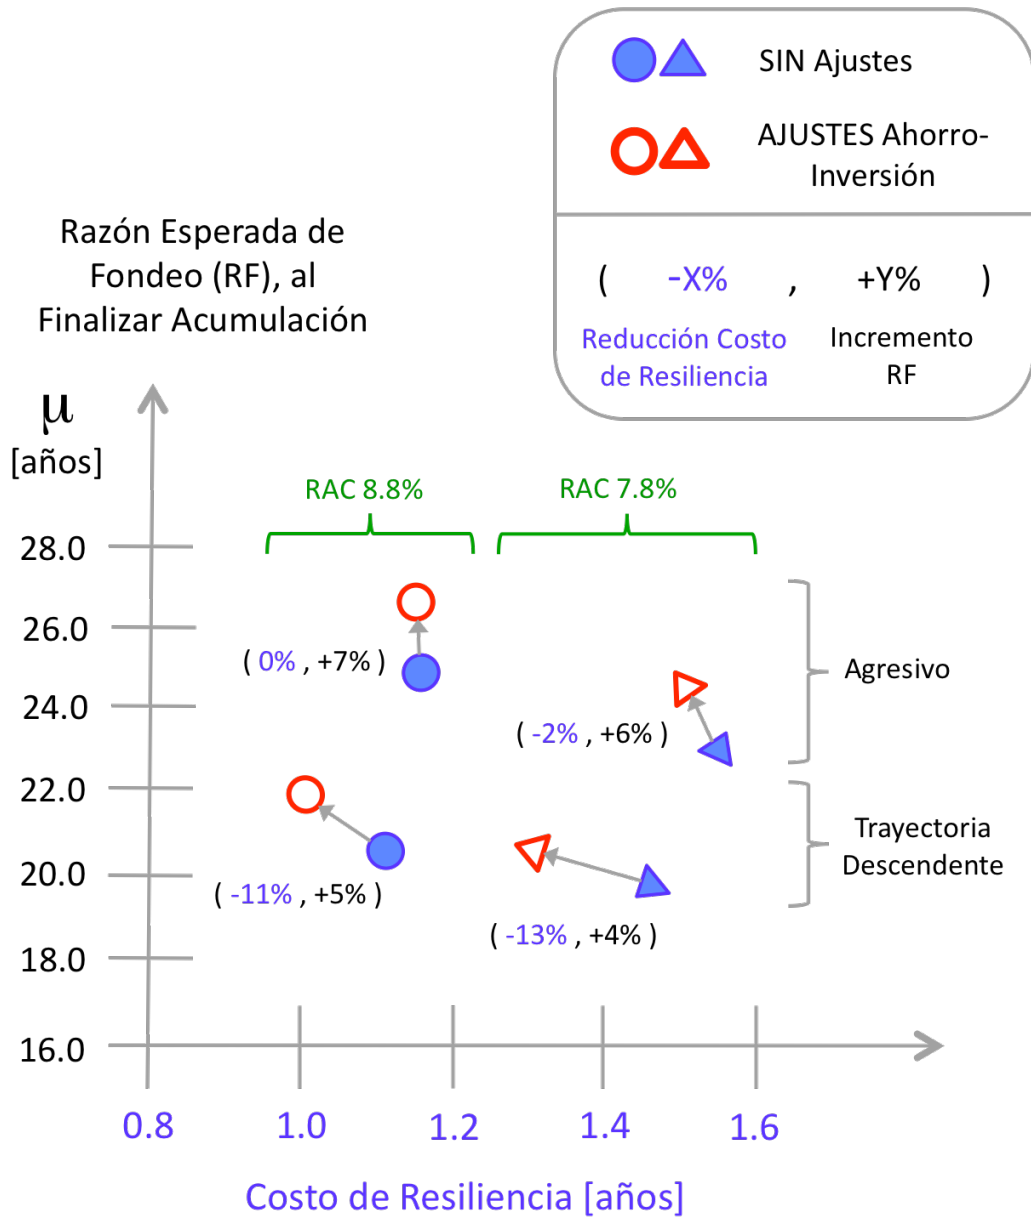 SIN Ajustes
AJUSTES Ahorro-
Inversión
( -X% , +Y% )
Reducción Costo
de Resiliencia
Incremento
RF
Razón Esperada de
Fondeo (RF), al
Finalizar Acumulación
μ
[años]
RAC 8.8%
RAC 7.8%
28.0
26.0
24.0
22.0
20.0
18.0
16.0
( 0% , +7% )
( -2% , +6% )
( -11% , +5% )
( -13% , +4% )
Agresivo
Trayectoria
Descendente
0.8
1.0
1.2
1.4
1.6
Costo de Resiliencia [años]